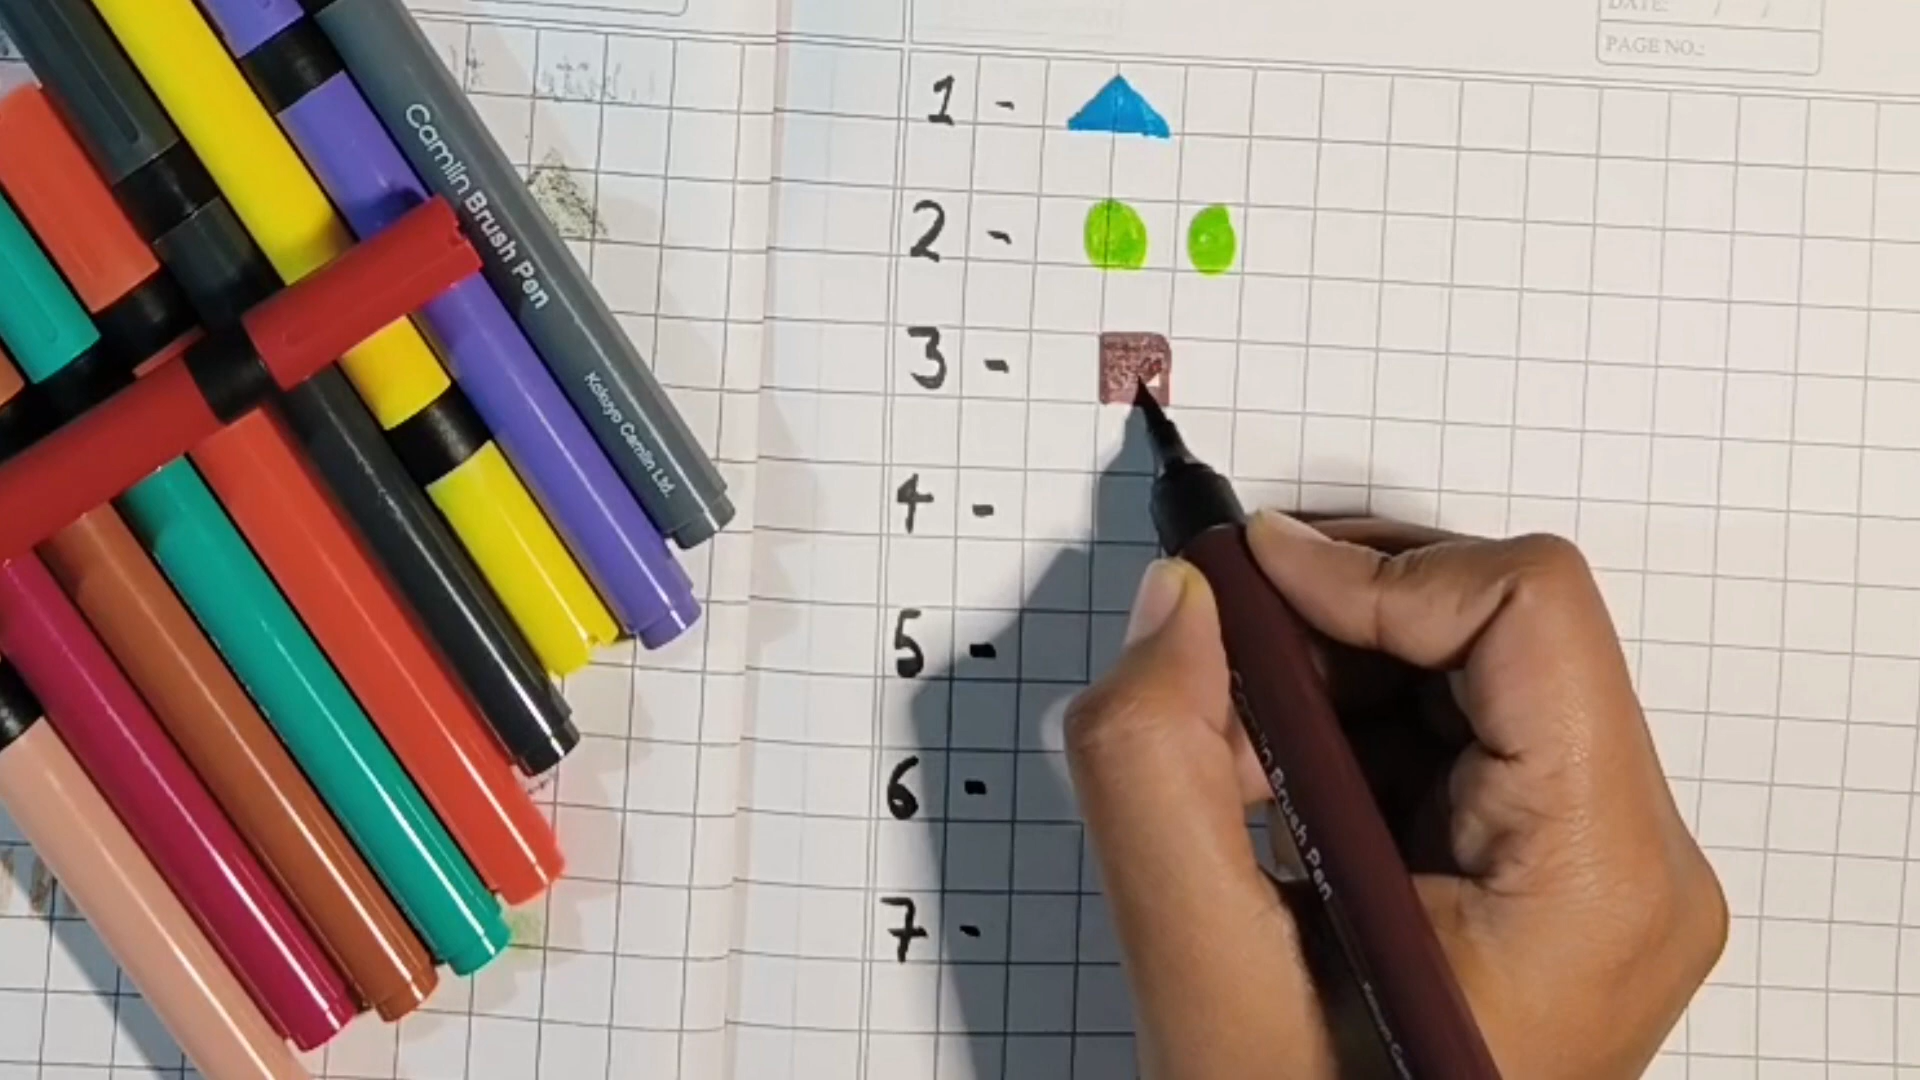 DATE: / /
PAGE NO.:
1 -
2 -
3 -
4 -
5 -
6 -
7 -
Camlin Brush Pen
Kokuyo Camlin Ltd.
Camlin Brush Pen